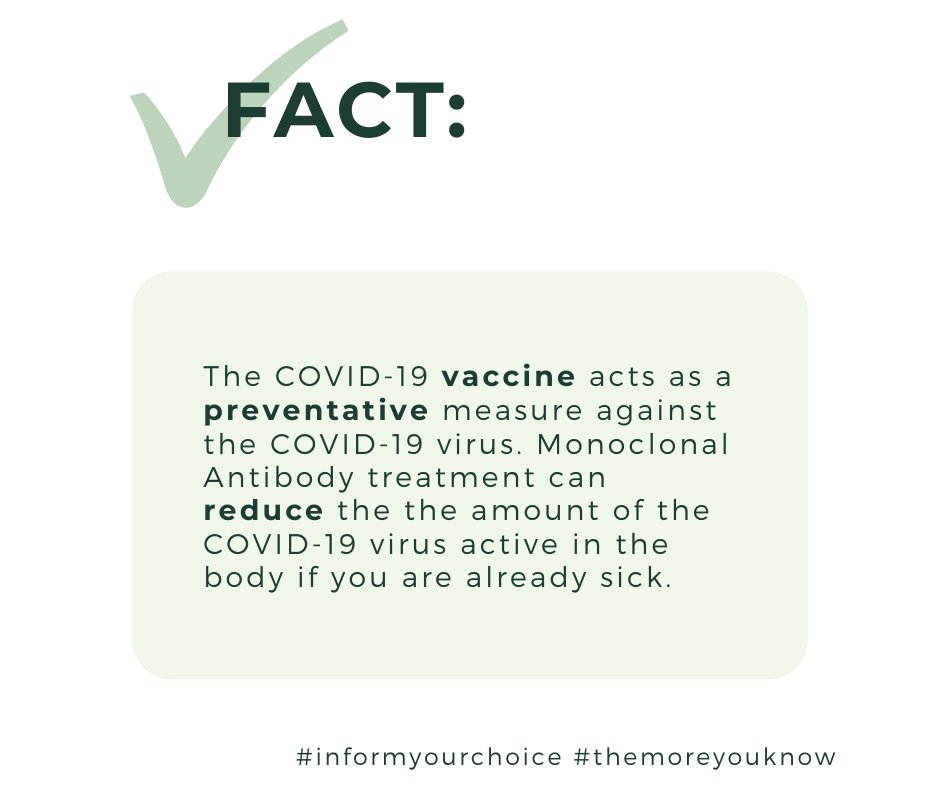 FACT:
The COVID-19 vaccine acts as a
preventative measure against
the COVID-19 virus. Monoclonal
Antibody treatment can
reduce the the amount of the
COVID-19 virus active in the
body if you are already sick.
#informyourchoice #themoreyouknow